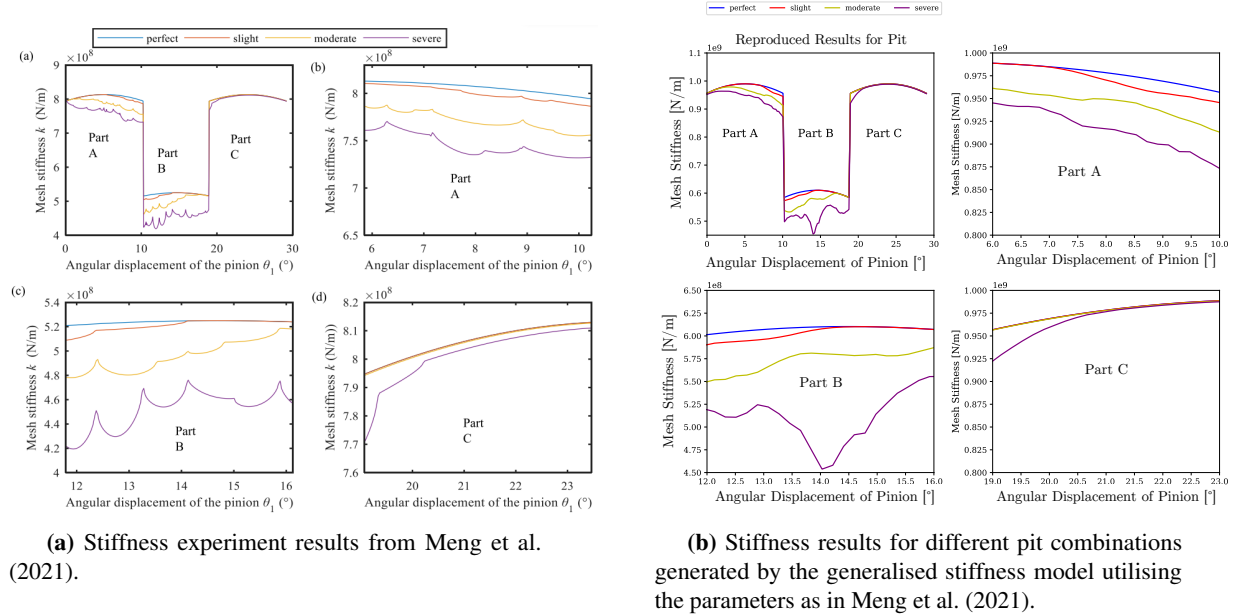 perfect slight moderate severe
(a)
×10⁸
9
8
7
6
5
4
Mesh stiffness k (N/m)
Part
A
Part
B
Part
C
0 10 20 30
Angular displacement of the pinion θ₁ (°)
(b)
×10⁸
8
7.5
7
6.5
Mesh stiffness k (N/m)
Part
A
6 7 8 9 10
Angular displacement of the pinion θ₁ (°)
(c)
×10⁸
5.4
5.2
5
4.8
4.6
4.4
4.2
4
Mesh stiffness k (N/m)
Part
B
12 13 14 15 16
Angular displacement of the pinion θ₁ (°)
(d)
×10⁸
8.2
8.1
8
7.9
7.8
7.7
7.6
Mesh stiffness k (N/m)
Part
C
20 21 22 23
Angular displacement of the pinion θ₁ (°)
(a) Stiffness experiment results from Meng et al.
(2021).
perfect slight moderate severe
Reproduced Results for Pit
1e9
1.1
1.0
0.9
0.8
0.7
0.6
0.5
Mesh Stiffness [N/m]
Part A Part B Part C
0 5 10 15 20 25 30
Angular Displacement of Pinion [°]
1e9
1.000
0.975
0.950
0.925
0.900
0.875
0.850
0.825
0.800
Mesh Stiffness [N/m]
Part A
6.0 6.5 7.0 7.5 8.0 8.5 9.0 9.5 10.0
Angular Displacement of Pinion [°]
1e8
6.50
6.25
6.00
5.75
5.50
5.25
5.00
4.75
4.50
Mesh Stiffness [N/m]
Part B
12.0 12.5 13.0 13.5 14.0 14.5 15.0 15.5 16.0
Angular Displacement of Pinion [°]
1e9
1.000
0.975
0.950
0.925
0.900
0.875
0.850
0.825
0.800
Mesh Stiffness [N/m]
Part C
19.0 19.5 20.0 20.5 21.0 21.5 22.0 22.5 23.0
Angular Displacement of Pinion [°]
(b) Stiffness results for different pit combinations
generated by the generalised stiffness model utilising
the parameters as in Meng et al. (2021).